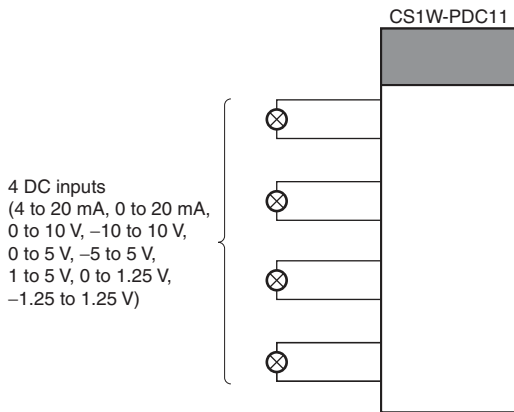 CS1W-PDC11
4 DC inputs
(4 to 20 mA, 0 to 20 mA,
0 to 10 V, −10 to 10 V,
0 to 5 V, −5 to 5 V,
1 to 5 V, 0 to 1.25 V,
−1.25 to 1.25 V)